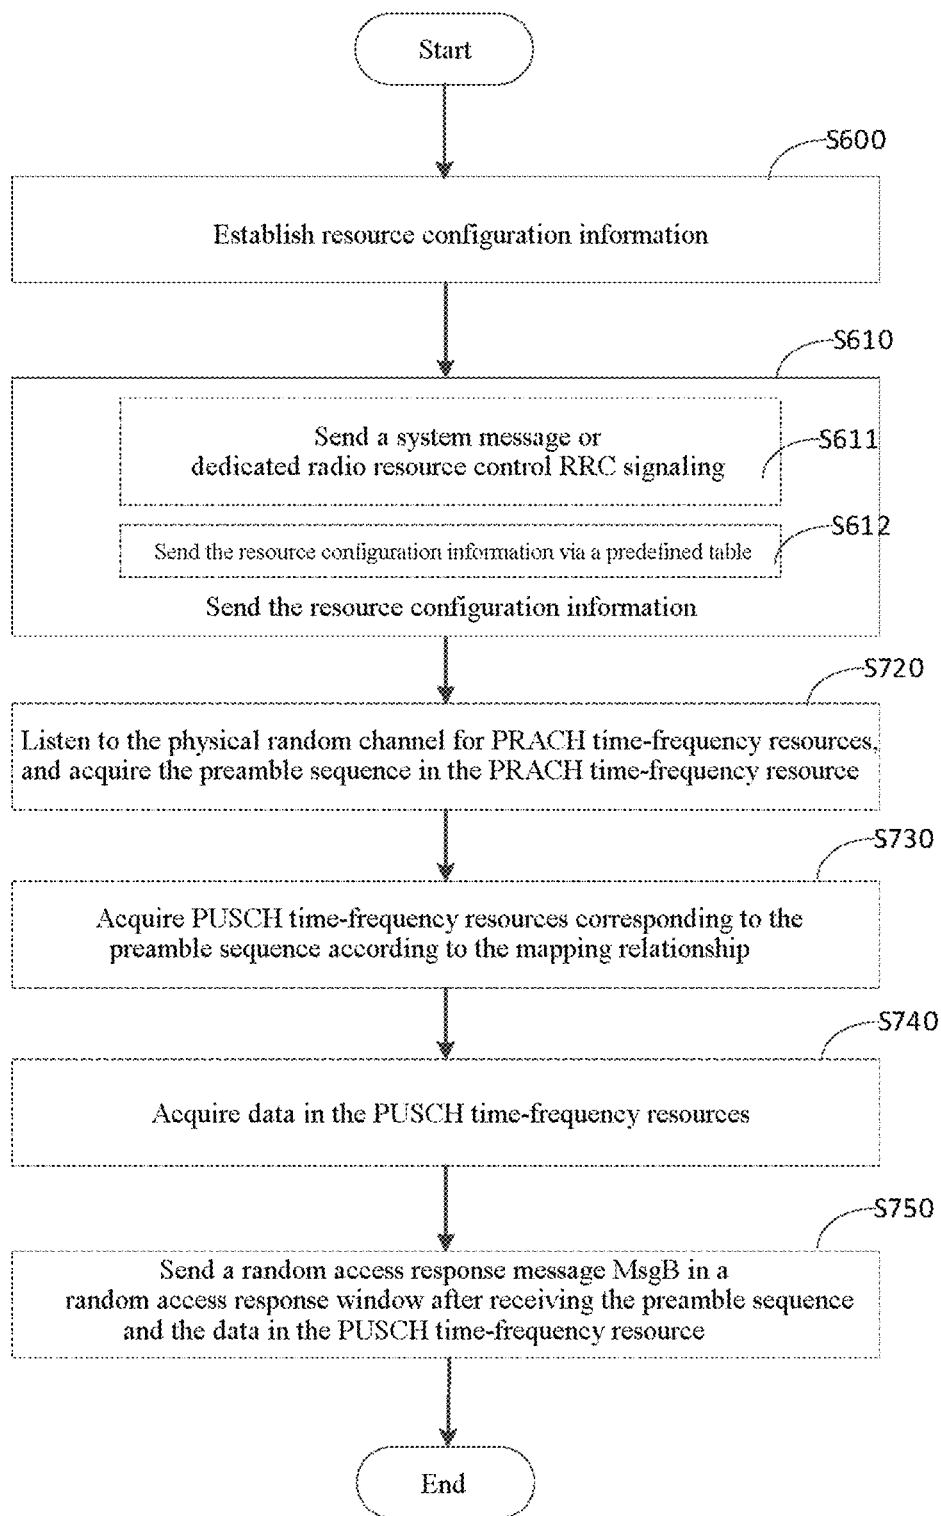 Start
S600
Establish resource configuration information
S610
Send a system message or
dedicated radio resource control RRC signaling
S611
Send the resource configuration information via a predefined table
S612
Send the resource configuration information
S720
Listen to the physical random channel for PRACH time-frequency resources,
and acquire the preamble sequence in the PRACH time-frequency resource
S730
Acquire PUSCH time-frequency resources corresponding to the
preamble sequence according to the mapping relationship
S740
Acquire data in the PUSCH time-frequency resources
S750
Send a random access response message MsgB in a
random access response window after receiving the preamble sequence
and the data in the PUSCH time-frequency resource
End